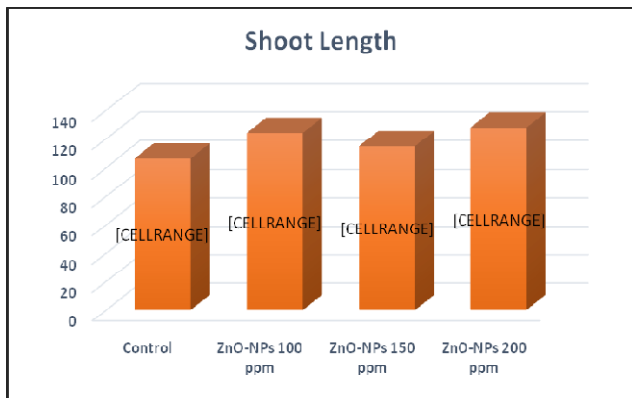 Shoot Length
140
120
100
80
60
40
20
0
[CELLRANGE]
[CELLRANGE]
[CELLRANGE]
[CELLRANGE]
Control
ZnO-NPs 100
ppm
ZnO-NPs 150
ppm
ZnO-NPs 200
ppm